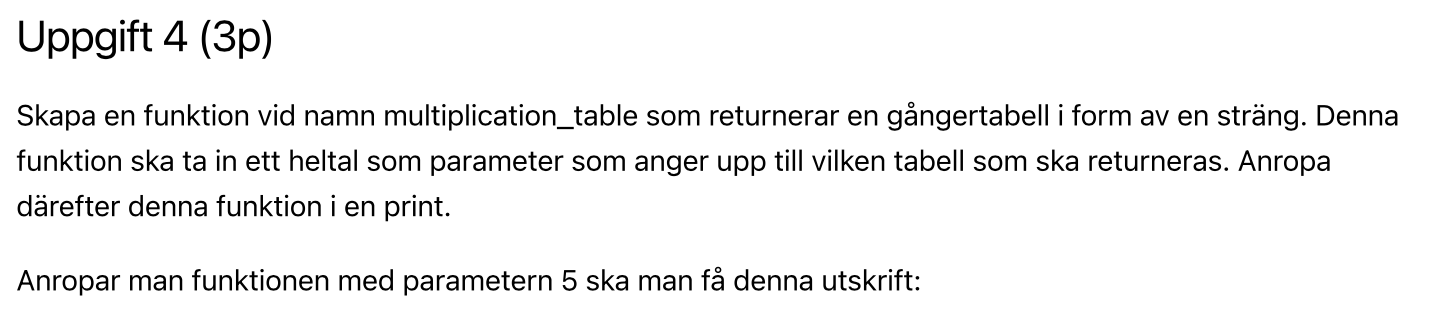 Uppgift 4 (3p)
Skapa en funktion vid namn multiplication_table som returnerar en gångertabell i form av en sträng. Denna
funktion ska ta in ett heltal som parameter som anger upp till vilken tabell som ska returneras. Anropa
därefter denna funktion i en print.
Anropar man funktionen med parametern 5 ska man få denna utskrift: